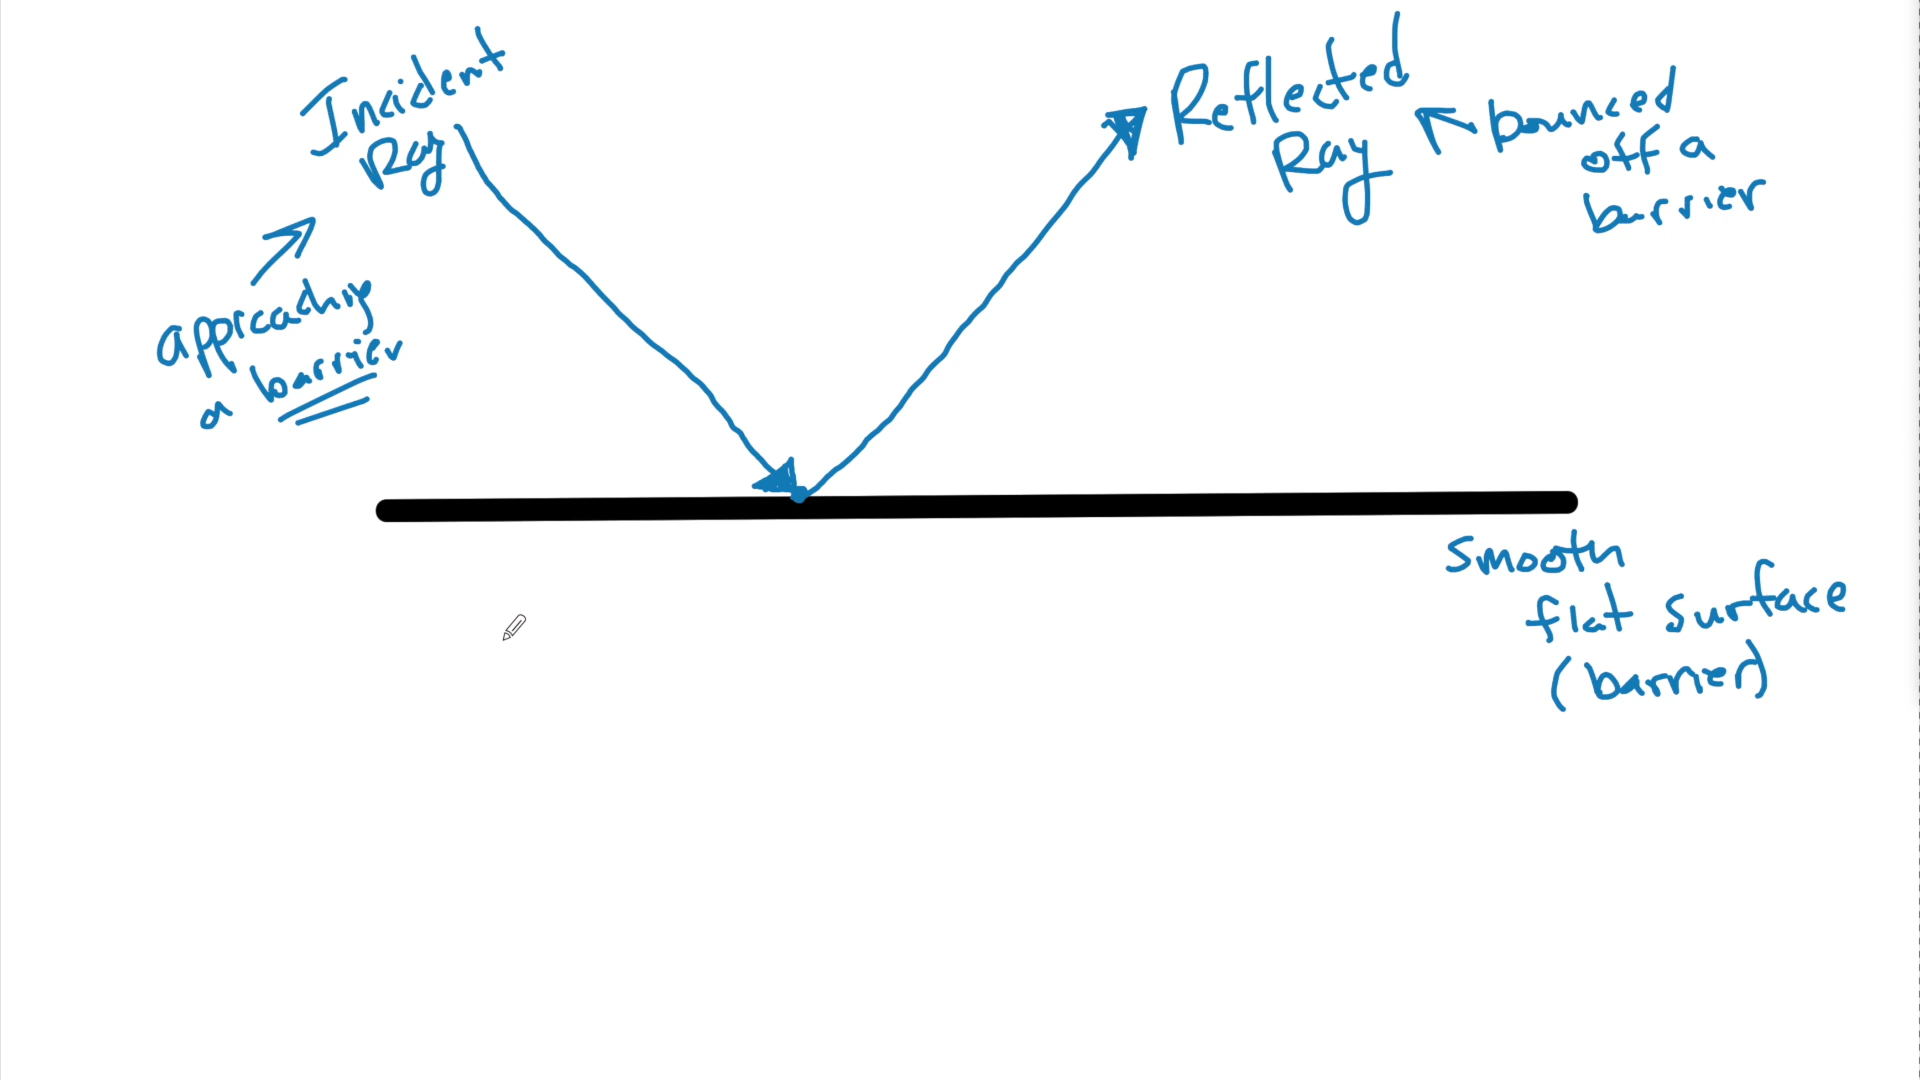 Incident
Ray
approaching
a barrier
Reflected
Ray
bounced
off a
barrier
Smooth
flat surface
(barrier)